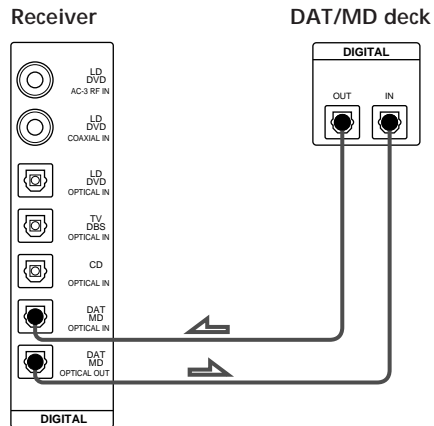 Receiver
DAT/MD deck
DIGITAL
OUT
IN
LD
DVD
AC-3 RF IN
LD
DVD
COAXIAL IN
LD
DVD
OPTICAL IN
TV
DBS
OPTICAL IN
CD
OPTICAL IN
DAT
MD
OPTICAL IN
DAT
MD
OPTICAL OUT
DIGITAL